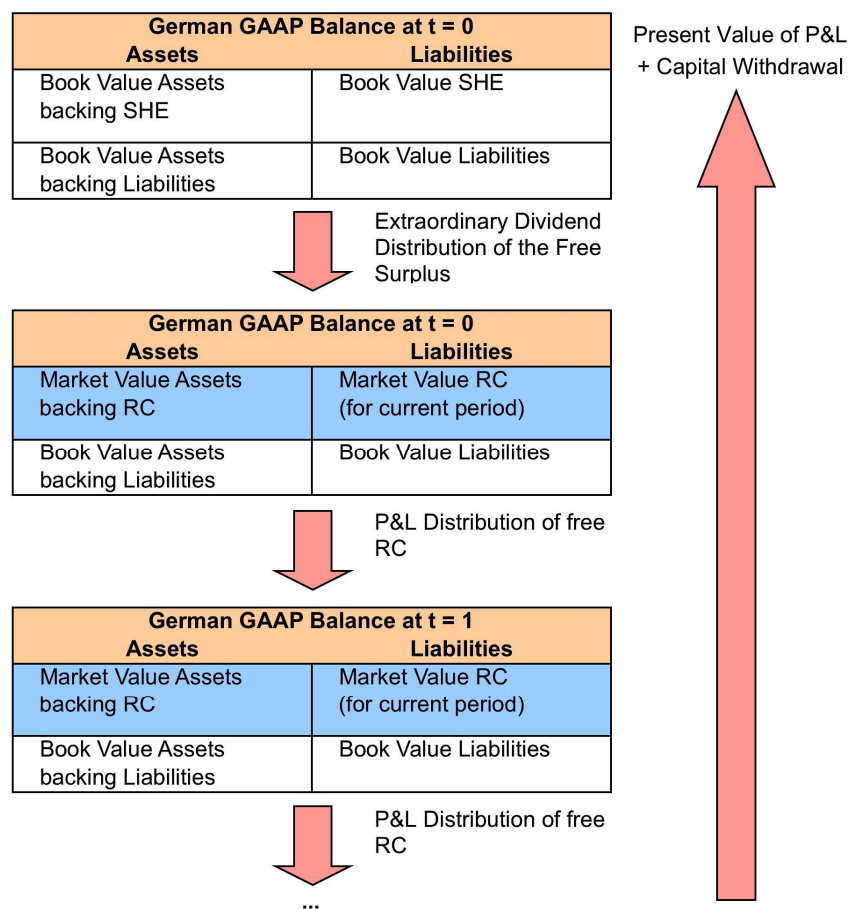 German GAAP Balance at t = 0
Assets Liabilities
Book Value Assets
backing SHE
Book Value SHE
Book Value Assets
backing Liabilities
Book Value Liabilities
Present Value of P&L
+ Capital Withdrawal
Extraordinary Dividend
Distribution of the Free
Surplus
German GAAP Balance at t = 0
Assets Liabilities
Market Value Assets
backing RC
Market Value RC
(for current period)
Book Value Assets
backing Liabilities
Book Value Liabilities
P&L Distribution of free
RC
German GAAP Balance at t = 1
Assets Liabilities
Market Value Assets
backing RC
Market Value RC
(for current period)
Book Value Assets
backing Liabilities
Book Value Liabilities
P&L Distribution of free
RC
...